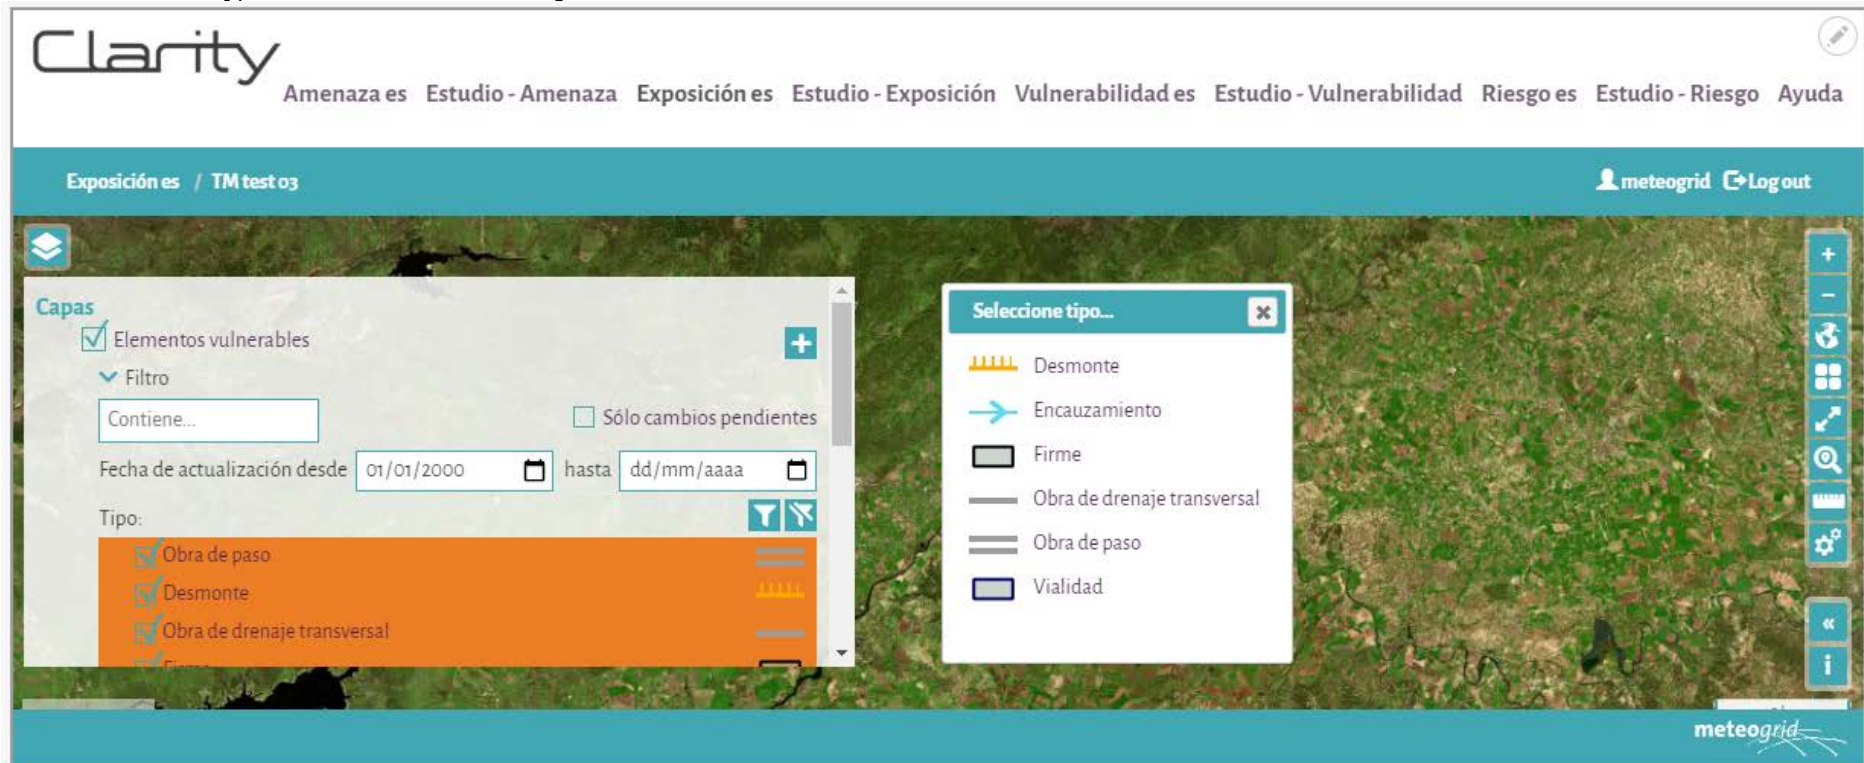 Clarity
Amenaza es Estudio - Amenaza Exposición es Estudio - Exposición Vulnerabilidad es Estudio - Vulnerabilidad Riesgo es Estudio - Riesgo Ayuda
Exposición es / TM test 03
meteogrid Log out
Capas
Elementos vulnerables
Filtro
Contiene...
Sólo cambios pendientes
Fecha de actualización desde 01/01/2000 hasta dd/mm/aaaa
Tipo:
Obra de paso
Desmonte
Obra de drenaje transversal
Firme
Seleccione tipo...
Desmonte
Encauzamiento
Firme
Obra de drenaje transversal
Obra de paso
Vialidad
meteogrid